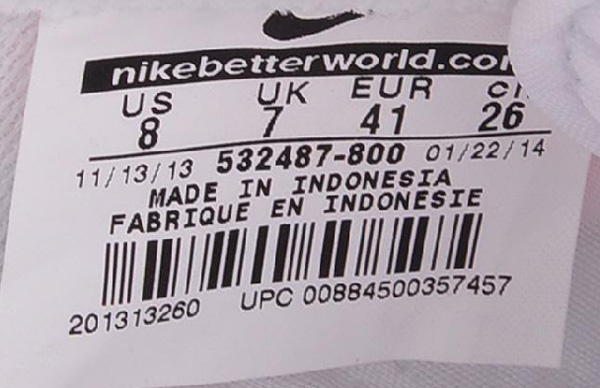 nikebetterworld.co
US UK EUR
8 7 41 26
11/13/13 532487-800 01/22/14
MADE IN INDONESIA
FABRIQUE EN INDONESIE
201313260 UPC 00884500357457